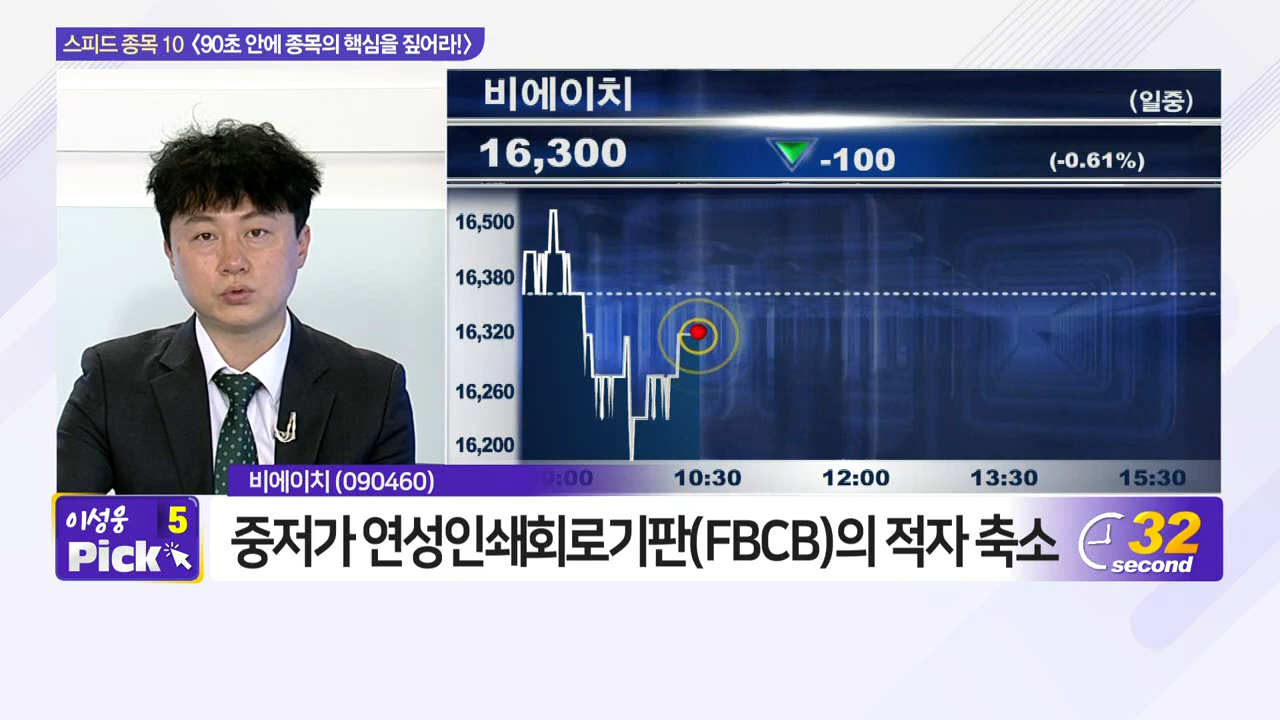 스피드 종목 10 <90초 안에 종목의 핵심을 짚어라!>
비에이치
(일중)
16,300
-100
(-0.61%)
16,500
16,380
16,320
16,260
16,200
09:00 10:30 12:00 13:30 15:30
비에이치 (090460)
이성웅 5
Pick
중저가 연성인쇄회로기판(FBCB)의 적자 축소
32
second